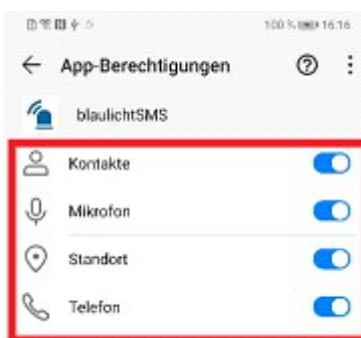 100 % 16:16
App-Berechtigungen
blaulichtSMS
Kontakte
Mikrofon
Standort
Telefon